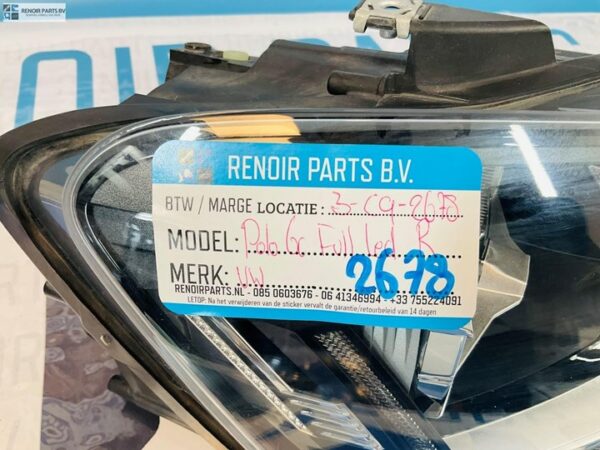 RENOIR PARTS BV
RENOIR PARTS B.V.
BTW / MARGE LOCATIE: 3-C9-2678
MODEL: Polo 6C Full Led R
MERK: VW
2678
RENOIRPARTS.NL - 085 0603676 - 06 41346994 - +33 755224091
LETOP: Na het verwijderen van de sticker vervalt de garantie/retourbeleid van 14 dagen